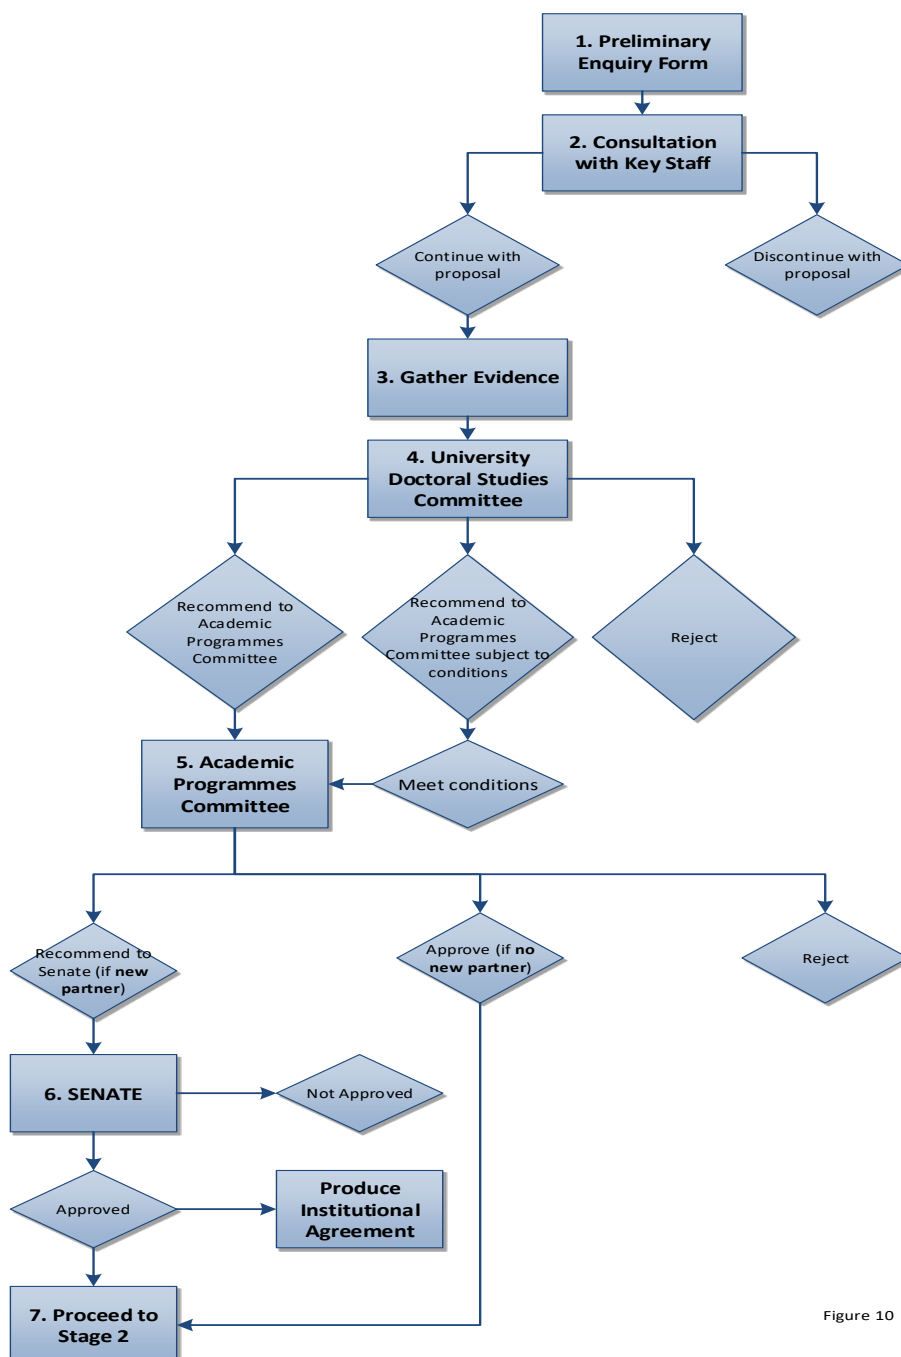 1. Preliminary
Enquiry Form
2. Consultation
with Key Staff
Continue with
proposal
Discontinue with
proposal
3. Gather Evidence
4. University
Doctoral Studies
Committee
Recommend to
Academic
Programmes
Committee
Recommend to
Academic
Programmes
Committee subject to
conditions
Reject
5. Academic
Programmes
Committee
Meet conditions
Recommend to
Senate (if new
partner)
Approve (if no
new partner)
Reject
6. SENATE
Not Approved
Approved
Produce
Institutional
Agreement
7. Proceed to
Stage 2
Figure 10